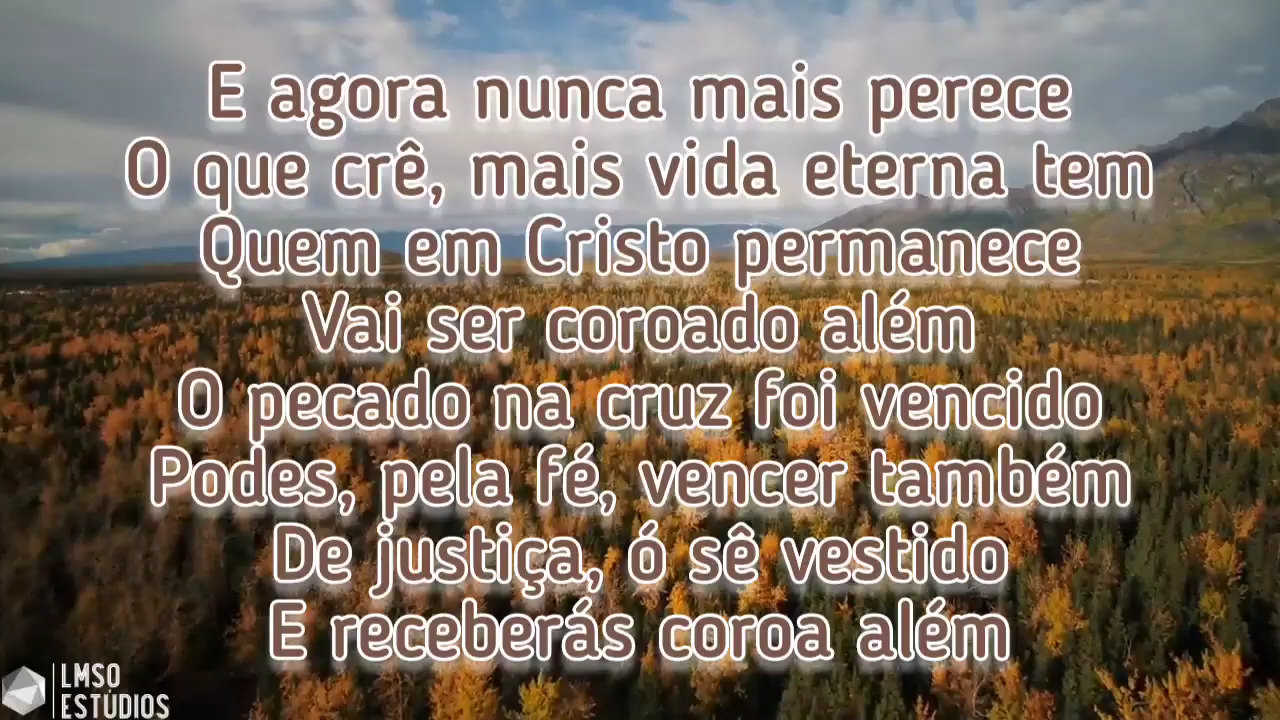 E agora nunca mais perece
O que crê, mais vida eterna tem
Quem em Cristo permanece
Vai ser coroado além
O pecado na cruz foi vencido
Podes, pela fé, vencer também
De justiça, ó sê vestido
E receberás coroa além
LMSO
ESTÚDIOS